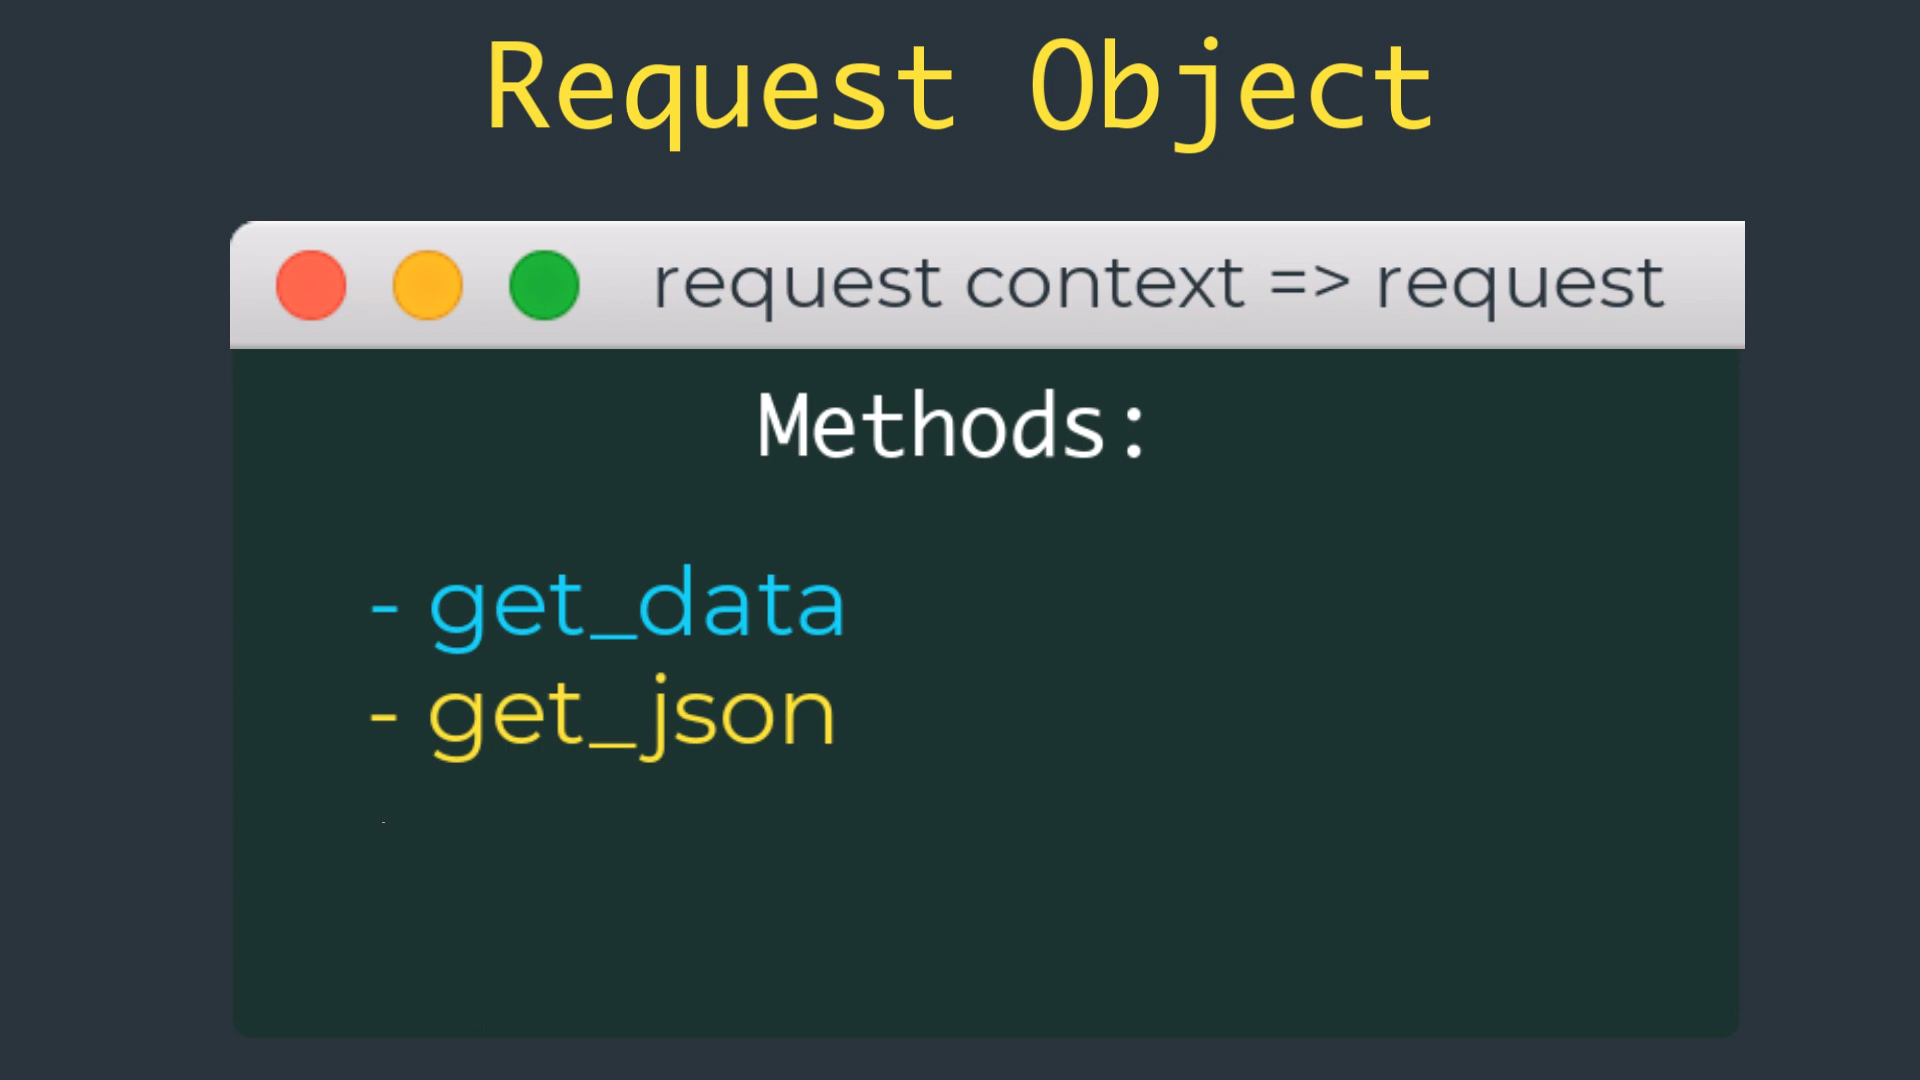 Request Object
request context => request
Methods:
- get_data
- get_json